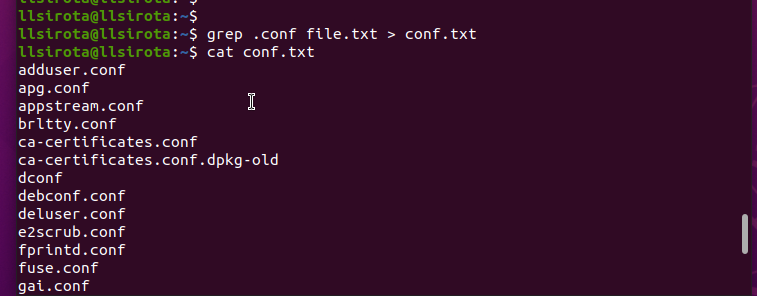 llsirota@llsirota:~$
llsirota@llsirota:~$ grep .conf file.txt > conf.txt
llsirota@llsirota:~$ cat conf.txt
adduser.conf
apg.conf
appstream.conf
brltty.conf
ca-certificates.conf
ca-certificates.conf.dpkg-old
dconf
debconf.conf
deluser.conf
e2scrub.conf
fprintd.conf
fuse.conf
gai.conf